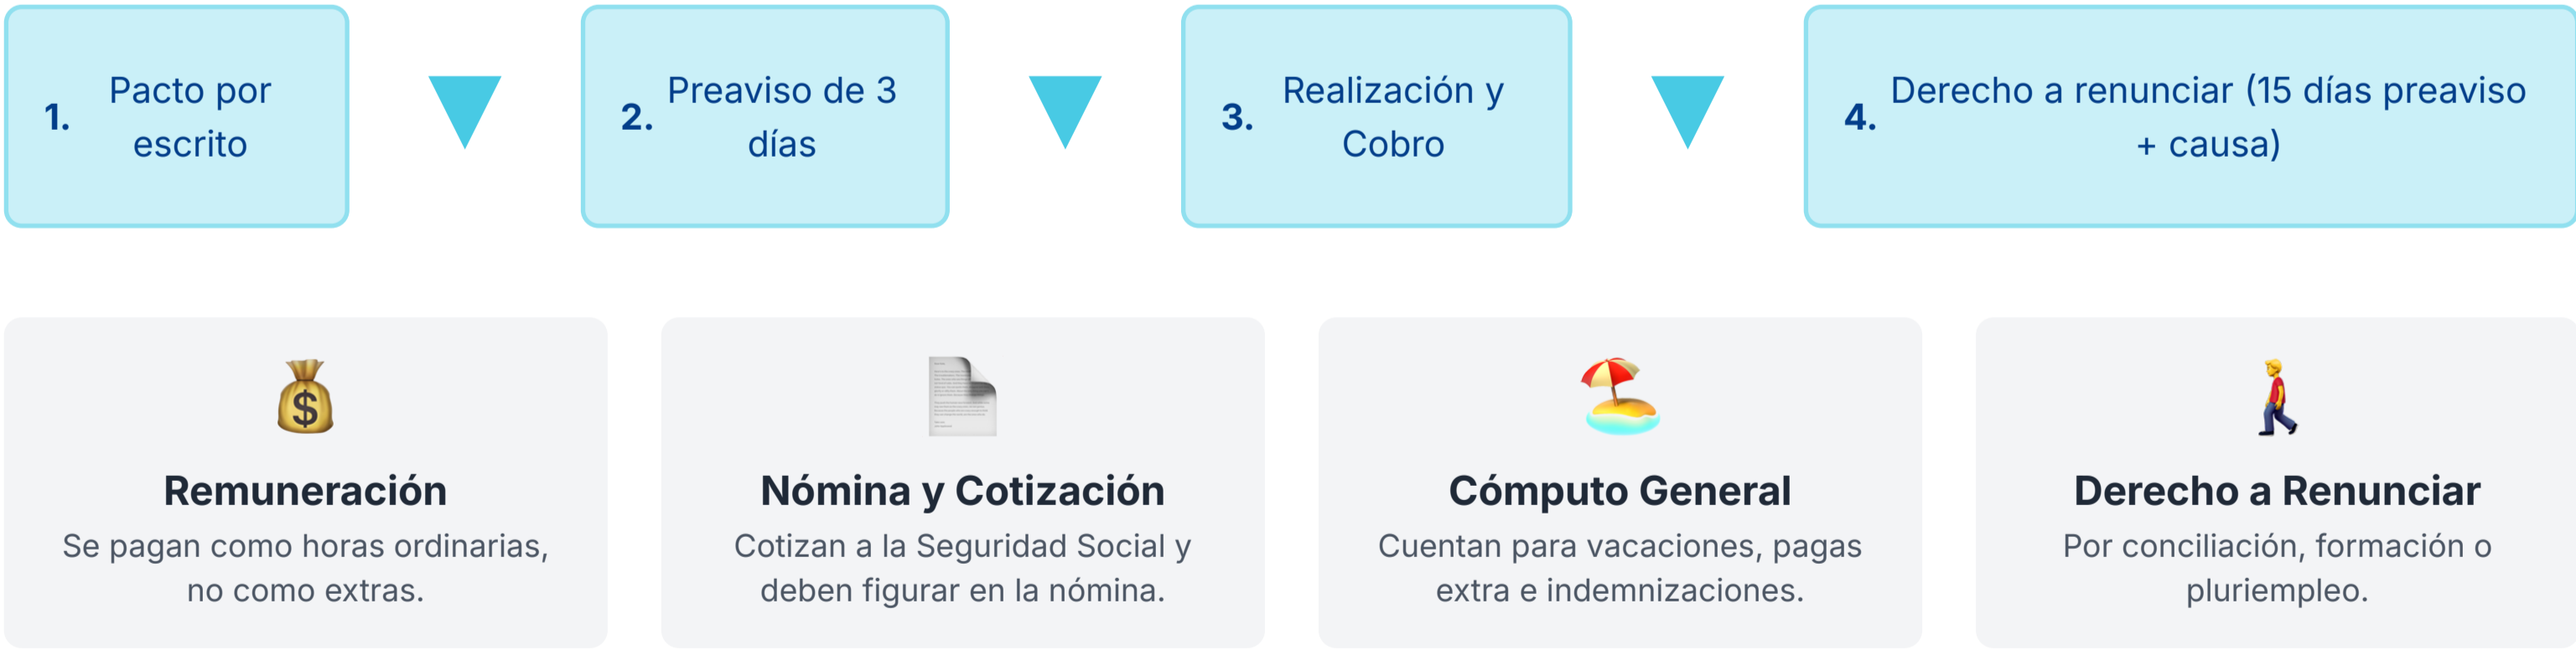 1.
Pacto por
escrito
2.
Preaviso de 3
días
3.
Realización y
Cobro
4.
Derecho a renunciar (15 días preaviso
+ causa)
$
Remuneración
Se pagan como horas ordinarias,
no como extras.
Nómina y Cotización
Cotizan a la Seguridad Social y
deben figurar en la nómina.
Cómputo General
Cuentan para vacaciones, pagas
extra e indemnizaciones.
Derecho a Renunciar
Por conciliación, formación o
pluriempleo.